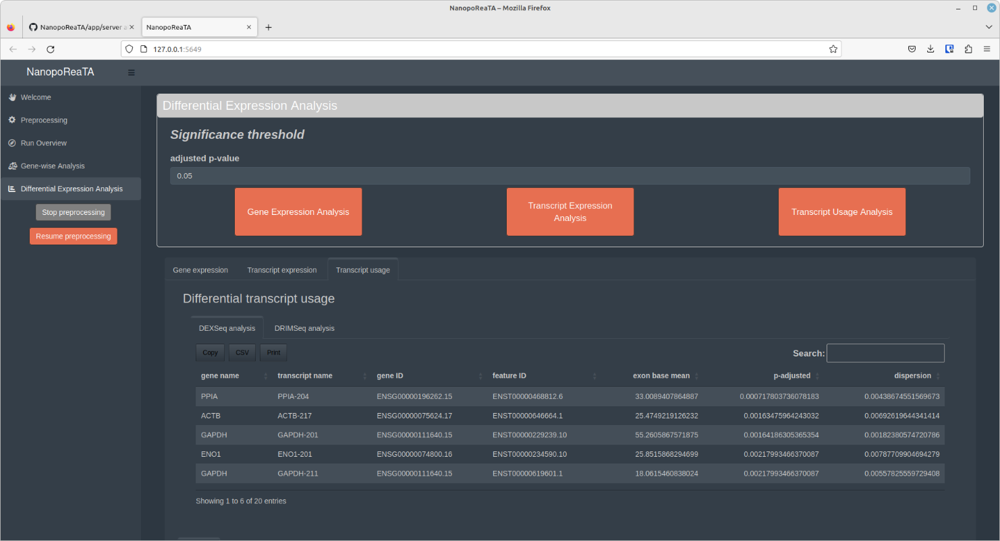 NanopoReaTA – Mozilla Firefox
NanopoReaTA/app/server a
NanopoReaTA
127.0.0.1:5649
NanopoReaTA
Welcome
Preprocessing
Run Overview
Gene-wise Analysis
Differential Expression Analysis
Stop preprocessing
Resume preprocessing
Differential Expression Analysis
Significance threshold
adjusted p-value
0.05
Gene Expression Analysis
Transcript Expression
Analysis
Transcript Usage Analysis
Gene expression Transcript expression Transcript usage
Differential transcript usage
DEXSeq analysis DRIMSeq analysis
Copy CSV Print Search:
gene name transcript name gene ID feature ID exon base mean p-adjusted dispersion
PPIA PPIA-204 ENSG00000196262.15 ENST00000468812.6 33.0089407864887 0.000717803736078183 0.00438674551569673
ACTB ACTB-217 ENSG00000075624.17 ENST00000646664.1 25.4749219126232 0.00163475964243032 0.00692619644341414
GAPDH GAPDH-201 ENSG00000111640.15 ENST00000229239.10 55.2605867571875 0.00164186305365354 0.00182380574720786
ENO1 ENO1-201 ENSG00000074800.16 ENST00000234590.10 25.8515868294699 0.00217993466370087 0.00787709904694279
GAPDH GAPDH-211 ENSG00000111640.15 ENST00000619601.1 18.0615460838024 0.00217993466370087 0.00557825559729408
Showing 1 to 6 of 20 entries